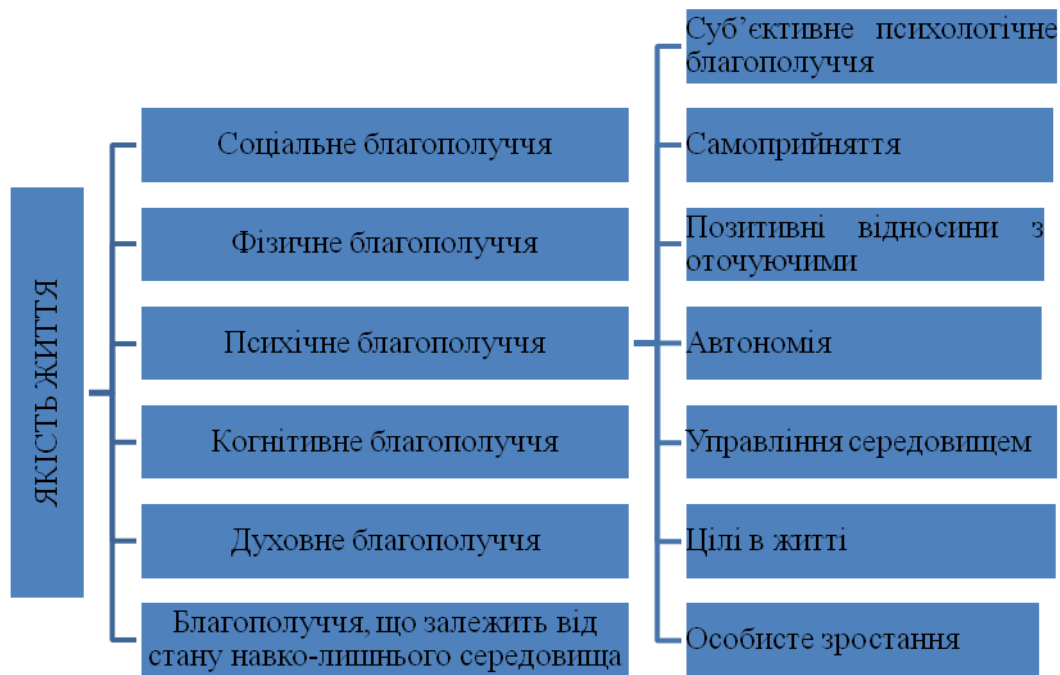 ЯКІСТЬ ЖИТТЯ
Соціальне благополуччя
Фізичне благополуччя
Психічне благополуччя
Когнітивне благополуччя
Духовне благополуччя
Благополуччя, що залежить від
стану навко-лишнього середовища
Суб’єктивне психологічне
благополуччя
Самоприйняття
Позитивні відносини з
оточуючими
Автономія
Управління середовищем
Цілі в житті
Особисте зростання